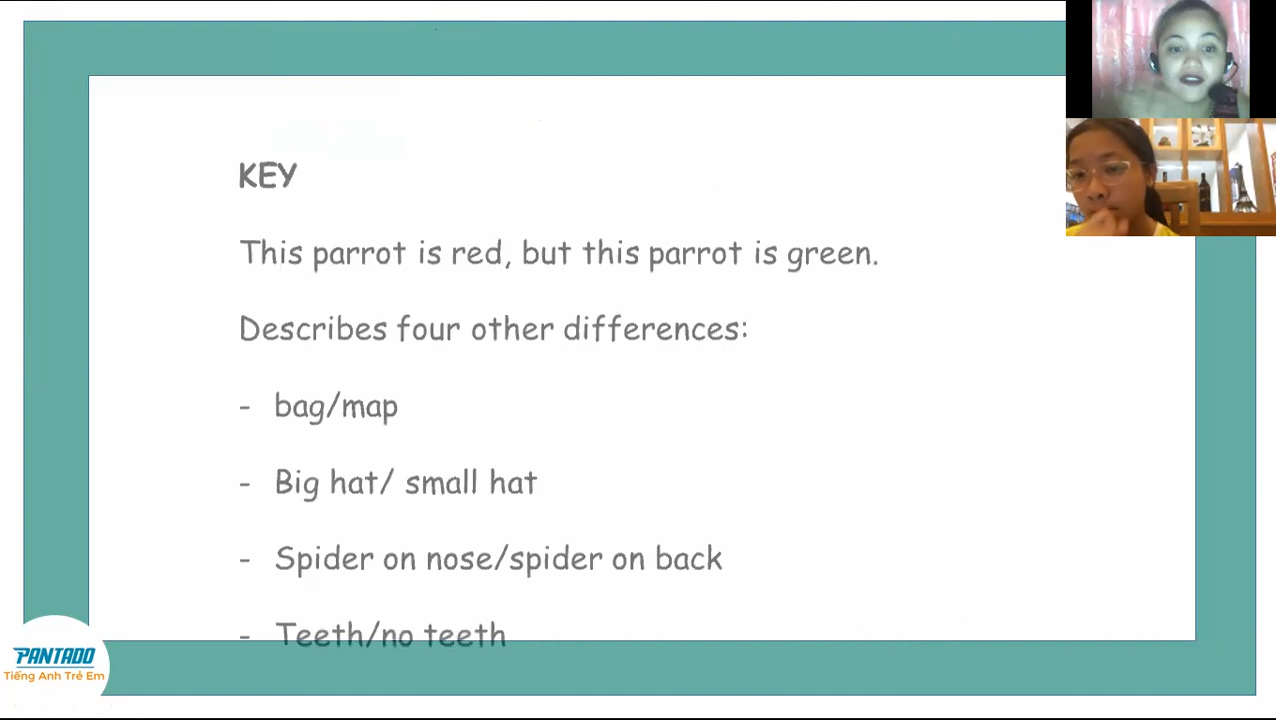 KEY
This parrot is red, but this parrot is green.
Describes four other differences:
- bag/map
- Big hat/ small hat
- Spider on nose/spider on back
- Teeth/no teeth
PANTADO
Tiếng Anh Trẻ Em